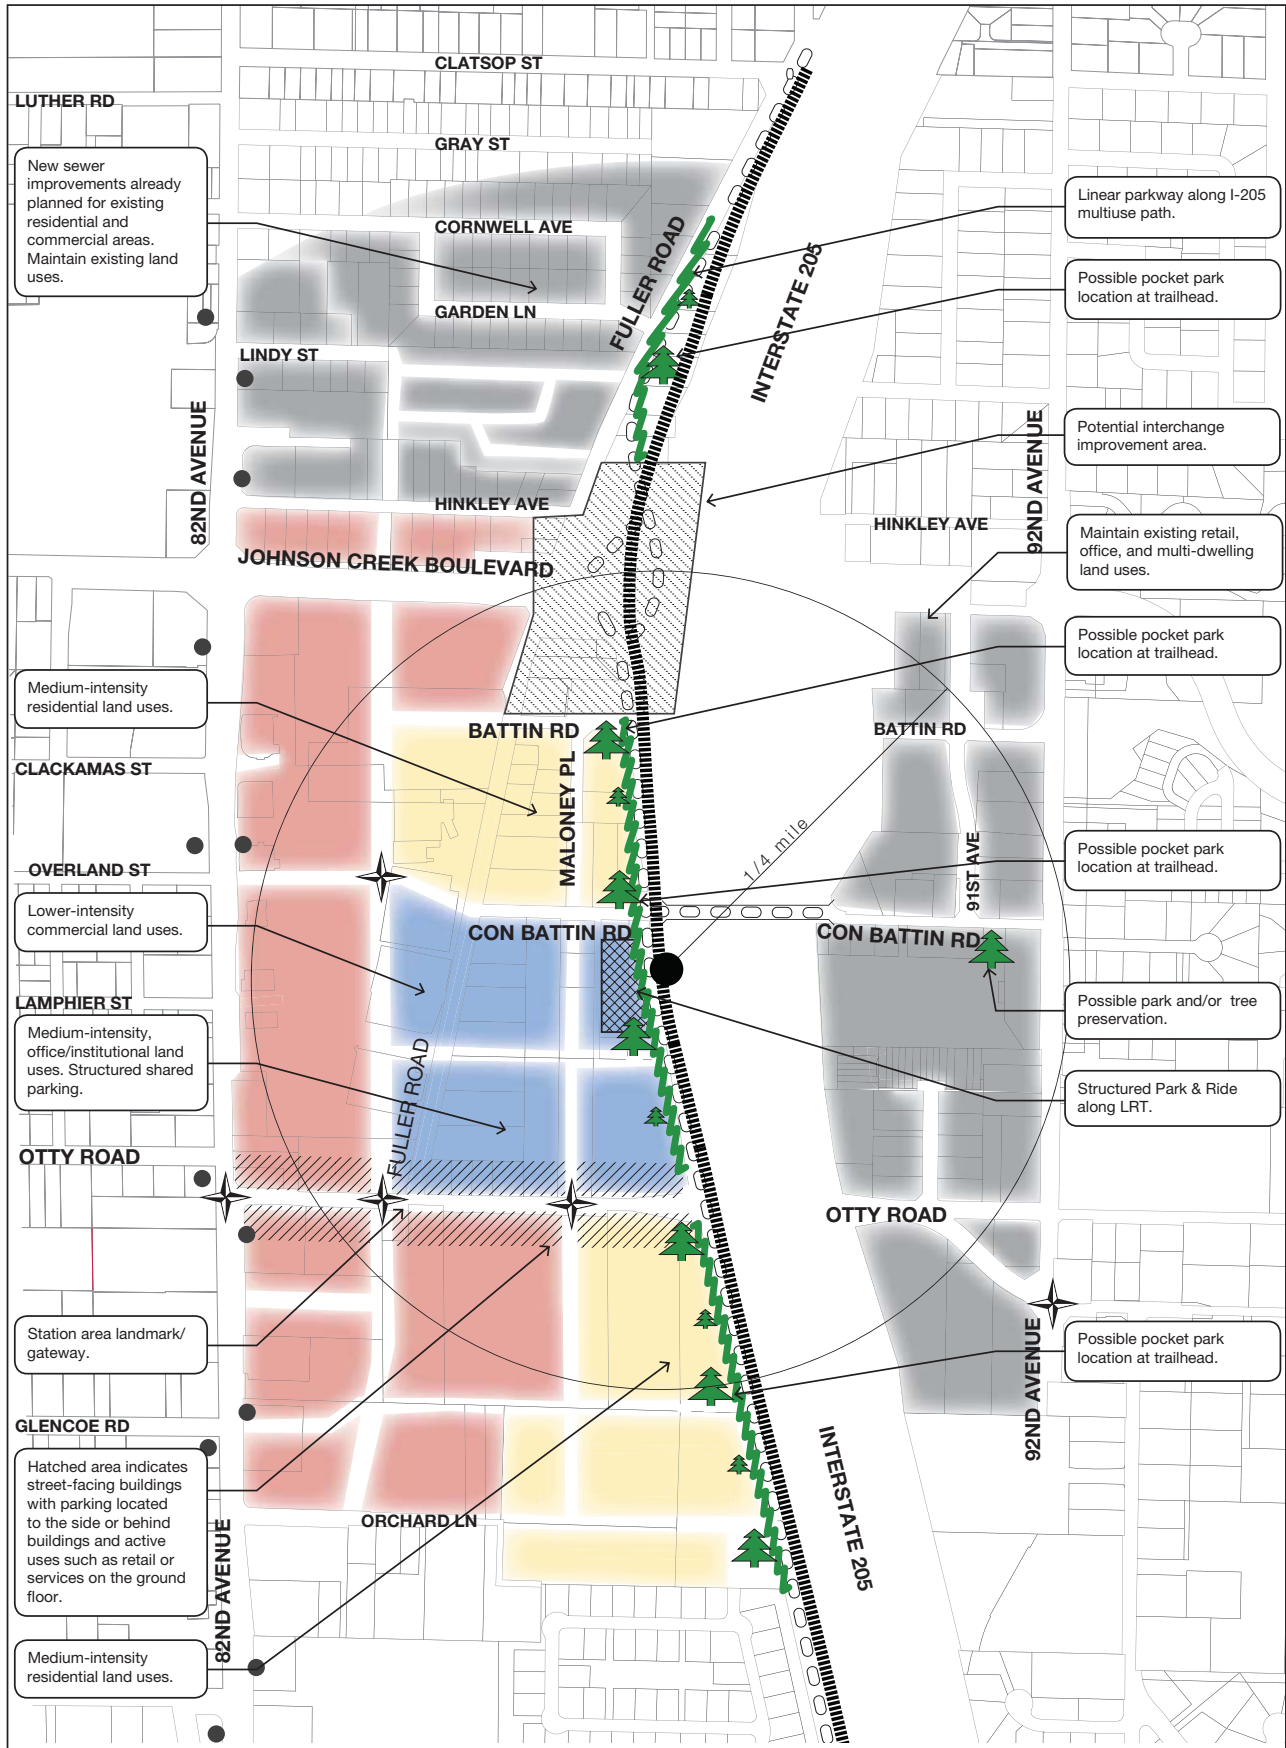 CLATSOP ST
LUTHER RD
GRAY ST
New sewer
improvements already
planned for existing
residential and
commercial areas.
Maintain existing land
uses.
Linear parkway along I-205
multiuse path.
CORNWELL AVE
FULLER ROAD
INTERSTATE 205
Possible pocket park
location at trailhead.
GARDEN LN
LINDY ST
82ND AVENUE
92ND AVENUE
Potential interchange
improvement area.
HINKLEY AVE
HINKLEY AVE
Maintain existing retail,
office, and multi-dwelling
land uses.
JOHNSON CREEK BOULEVARD
Possible pocket park
location at trailhead.
Medium-intensity
residential land uses.
BATTIN RD
BATTIN RD
CLACKAMAS ST
MALONEY PL
1/4 mile
OVERLAND ST
91ST AVE
Possible pocket park
location at trailhead.
Lower-intensity
commercial land uses.
CON BATTIN RD
CON BATTIN RD
LAMPHIER ST
Possible park and/or tree
preservation.
Medium-intensity,
office/institutional land
uses. Structured shared
parking.
FULLER ROAD
Structured Park & Ride
along LRT.
OTTY ROAD
OTTY ROAD
Station area landmark/
gateway.
Possible pocket park
location at trailhead.
92ND AVENUE
GLENCOE RD
Hatched area indicates
street-facing buildings
with parking located
to the side or behind
buildings and active
uses such as retail or
services on the ground
floor.
ORCHARD LN
INTERSTATE 205
82ND AVENUE
Medium-intensity
residential land uses.